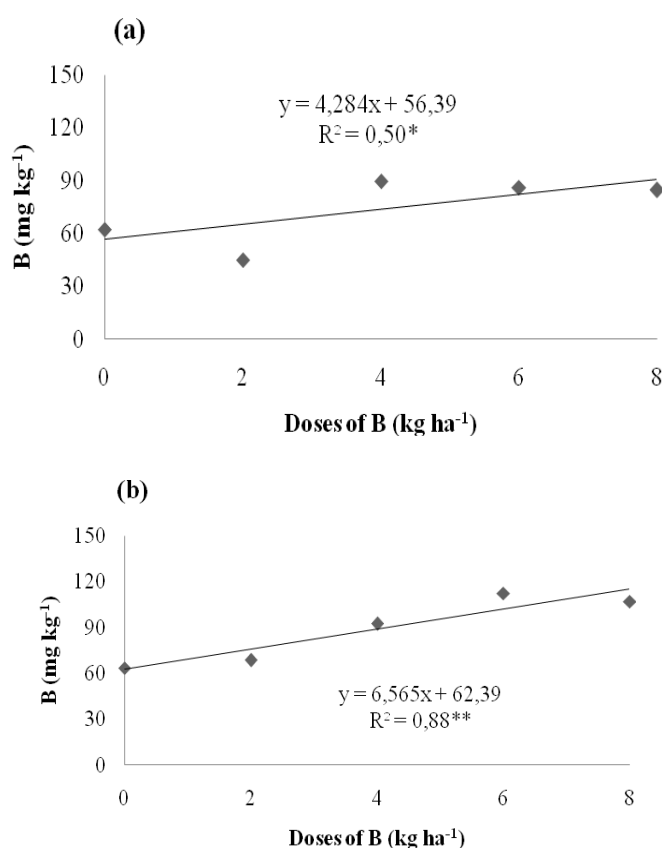 (a)
150
120
90
60
30
0
B (mg kg⁻¹)
y = 4,284x + 56,39
R² = 0,50*
0 2 4 6 8
Doses of B (kg ha⁻¹)
(b)
150
120
90
60
30
0
B (mg kg⁻¹)
y = 6,565x + 62,39
R² = 0,88**
0 2 4 6 8
Doses of B (kg ha⁻¹)